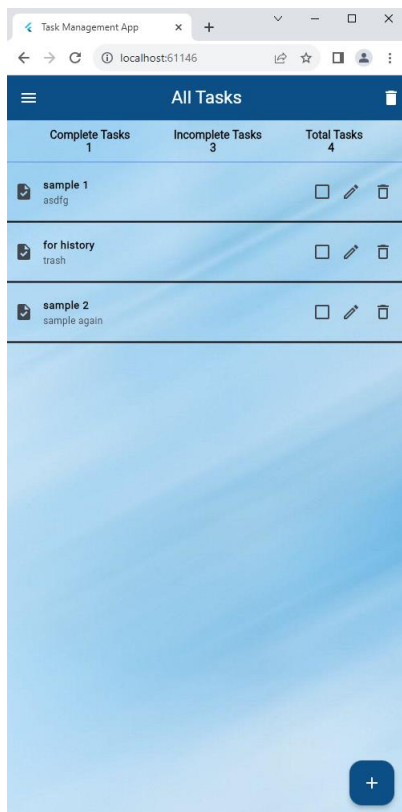 Task Management App
localhost:61146
All Tasks
Complete Tasks Incomplete Tasks Total Tasks
1 3 4
sample 1
asdfg
for history
trash
sample 2
sample again